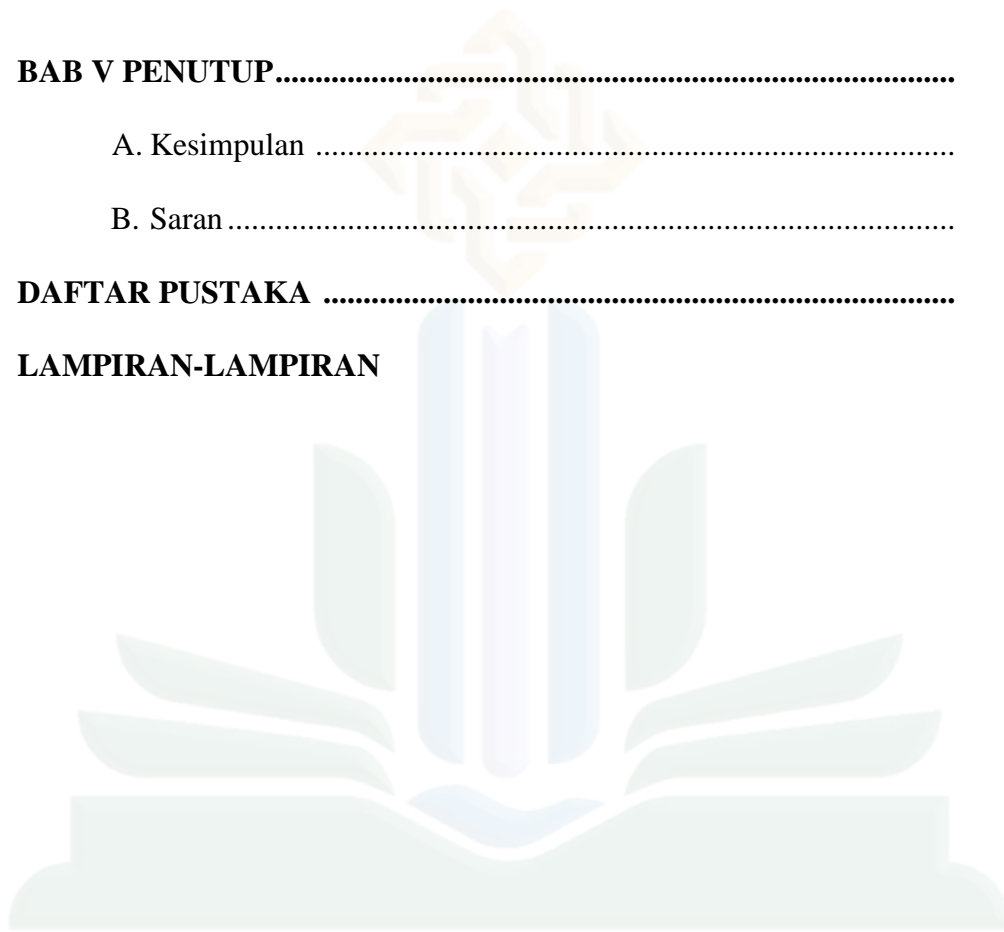 BAB V PENUTUP....................................................................................
A. Kesimpulan ................................................................................
B. Saran...........................................................................................
DAFTAR PUSTAKA ..............................................................................
LAMPIRAN-LAMPIRAN